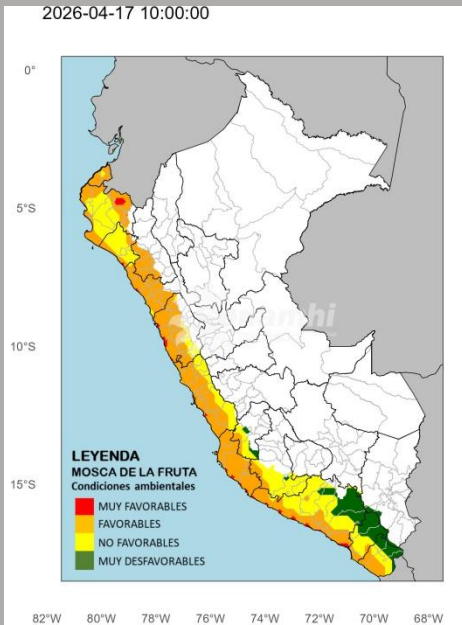 2026-04-17 10:00:00
0°
5°S
10°S
15°S
senamhi
LEYENDA
MOSCA DE LA FRUTA
Condiciones ambientales
MUY FAVORABLES
FAVORABLES
NO FAVORABLES
MUY DESFAVORABLES
82°W 80°W 78°W 76°W 74°W 72°W 70°W 68°W